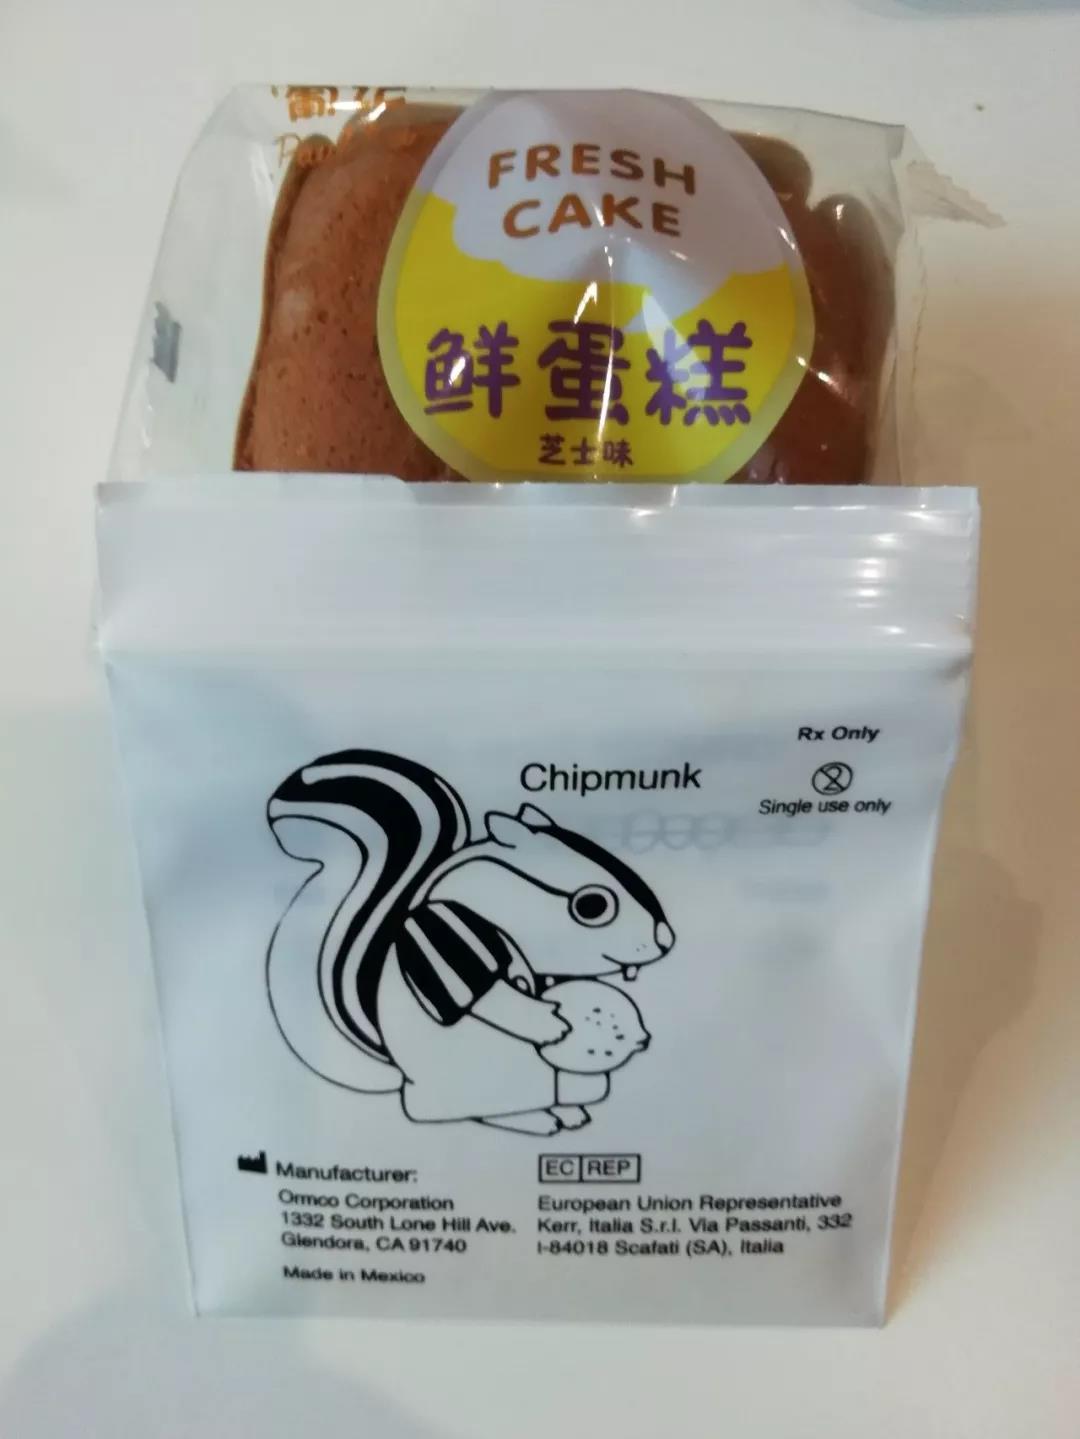 FRESH
CAKE
鲜蛋糕
芝士味
Rx Only
Chipmunk
2
Single use only
Manufacturer:
Ormco Corporation
1332 South Lone Hill Ave.
Glendora, CA 91740
Made in Mexico
EC REP
European Union Representative
Kerr, Italia S.r.l. Via Passanti, 332
I-84018 Scafati (SA), Italia